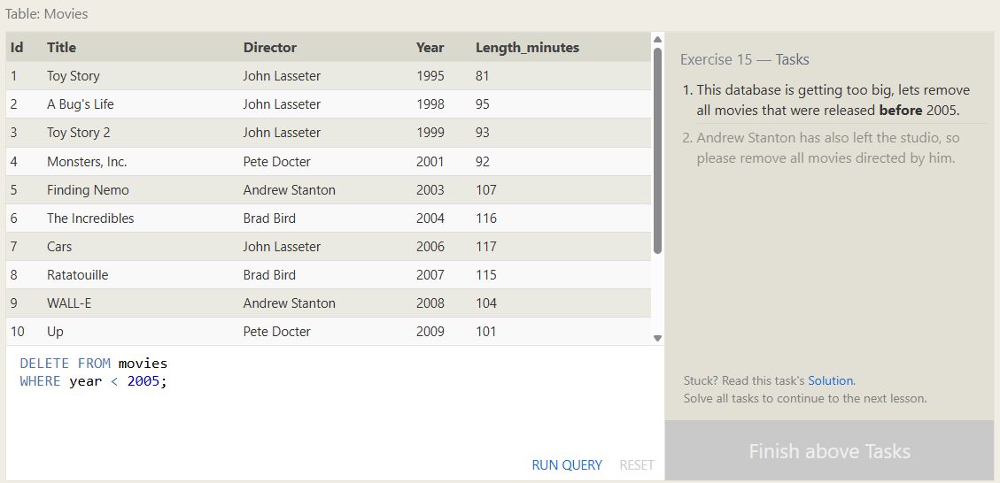 Table: Movies
Id Title Director Year Length_minutes
1 Toy Story John Lasseter 1995 81
2 A Bug's Life John Lasseter 1998 95
3 Toy Story 2 John Lasseter 1999 93
4 Monsters, Inc. Pete Docter 2001 92
5 Finding Nemo Andrew Stanton 2003 107
6 The Incredibles Brad Bird 2004 116
7 Cars John Lasseter 2006 117
8 Ratatouille Brad Bird 2007 115
9 WALL-E Andrew Stanton 2008 104
10 Up Pete Docter 2009 101
DELETE FROM movies
WHERE year < 2005;
RUN QUERY RESET
Exercise 15 — Tasks
1. This database is getting too big, lets remove
all movies that were released before 2005.
2. Andrew Stanton has also left the studio, so
please remove all movies directed by him.
Stuck? Read this task's Solution.
Solve all tasks to continue to the next lesson.
Finish above Tasks